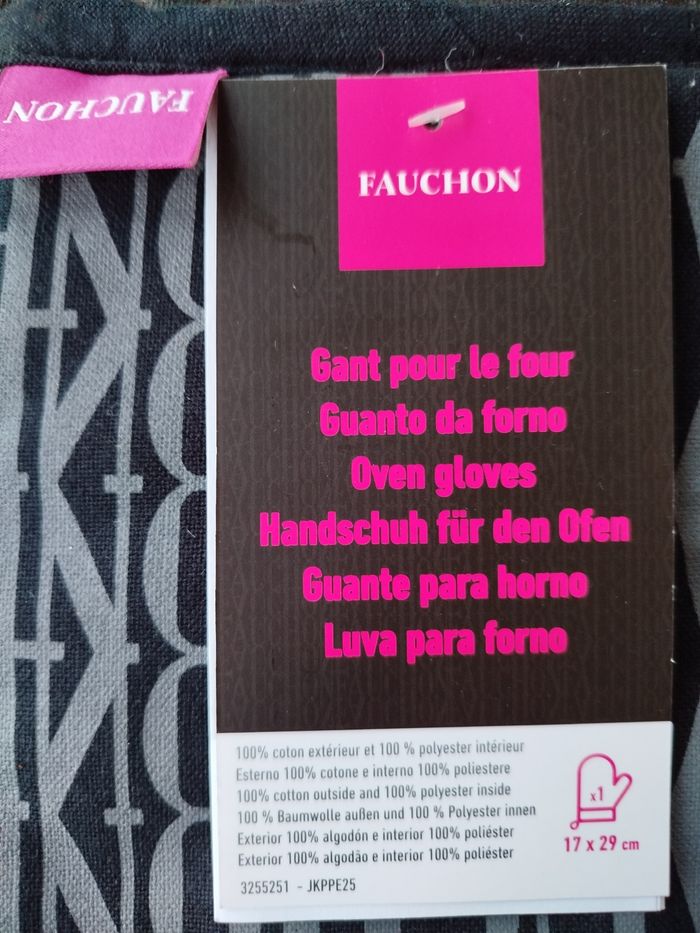 FAUCHON
FAUCHON
Gant pour le four
Guanto da forno
Oven gloves
Handschuh für den Ofen
Guante para horno
Luva para forno
100% coton extérieur et 100 % polyester intérieur
Esterno 100% cotone e interno 100% poliestere
100% cotton outside and 100% polyester inside
100 % Baumwolle außen und 100 % Polyester innen
Exterior 100% algodón e interior 100% poliéster
Exterior 100% algodão e interior 100% poliéster
3255251 - JKPPE25
x1
17 x 29 cm